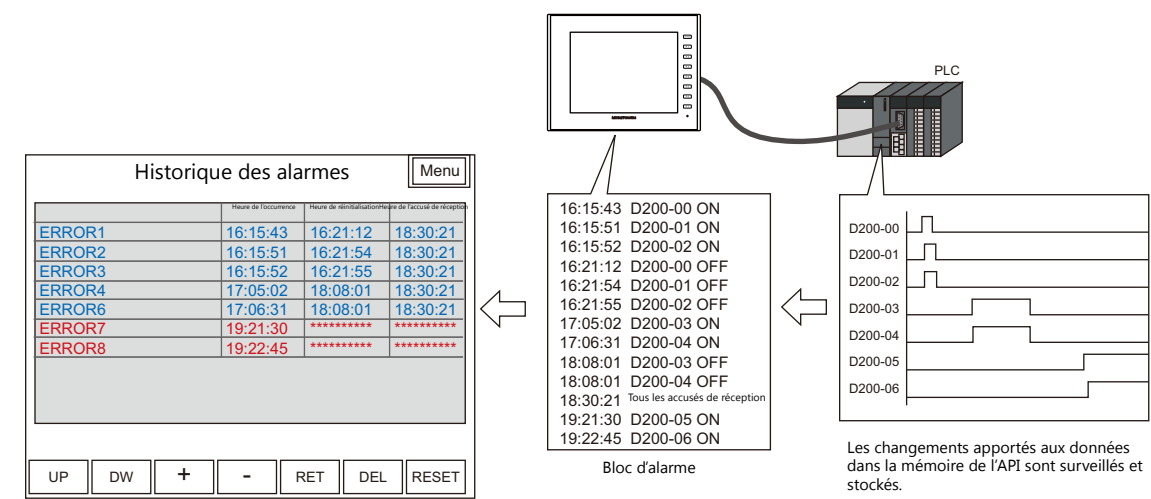 PLC
Historique des alarmes
Menu
Heure de l'occurrence Heure de réinitialisation Heure de l'accusé de réception
ERROR1 16:15:43 16:21:12 18:30:21
ERROR2 16:15:51 16:21:54 18:30:21
ERROR3 16:15:52 16:21:55 18:30:21
ERROR4 17:05:02 18:08:01 18:30:21
ERROR6 17:06:31 18:08:01 18:30:21
ERROR7 19:21:30 ********** **********
ERROR8 19:22:45 ********** **********
UP DW + - RET DEL RESET
16:15:43 D200-00 ON
16:15:51 D200-01 ON
16:15:52 D200-02 ON
16:21:12 D200-00 OFF
16:21:54 D200-01 OFF
16:21:55 D200-02 OFF
17:05:02 D200-03 ON
17:06:31 D200-04 ON
18:08:01 D200-03 OFF
18:08:01 D200-04 OFF
18:30:21 Tous les accusés de réception
19:21:30 D200-05 ON
19:22:45 D200-06 ON
Bloc d'alarme
D200-00
D200-01
D200-02
D200-03
D200-04
D200-05
D200-06
Les changements apportés aux données
dans la mémoire de l'API sont surveillés et
stockés.